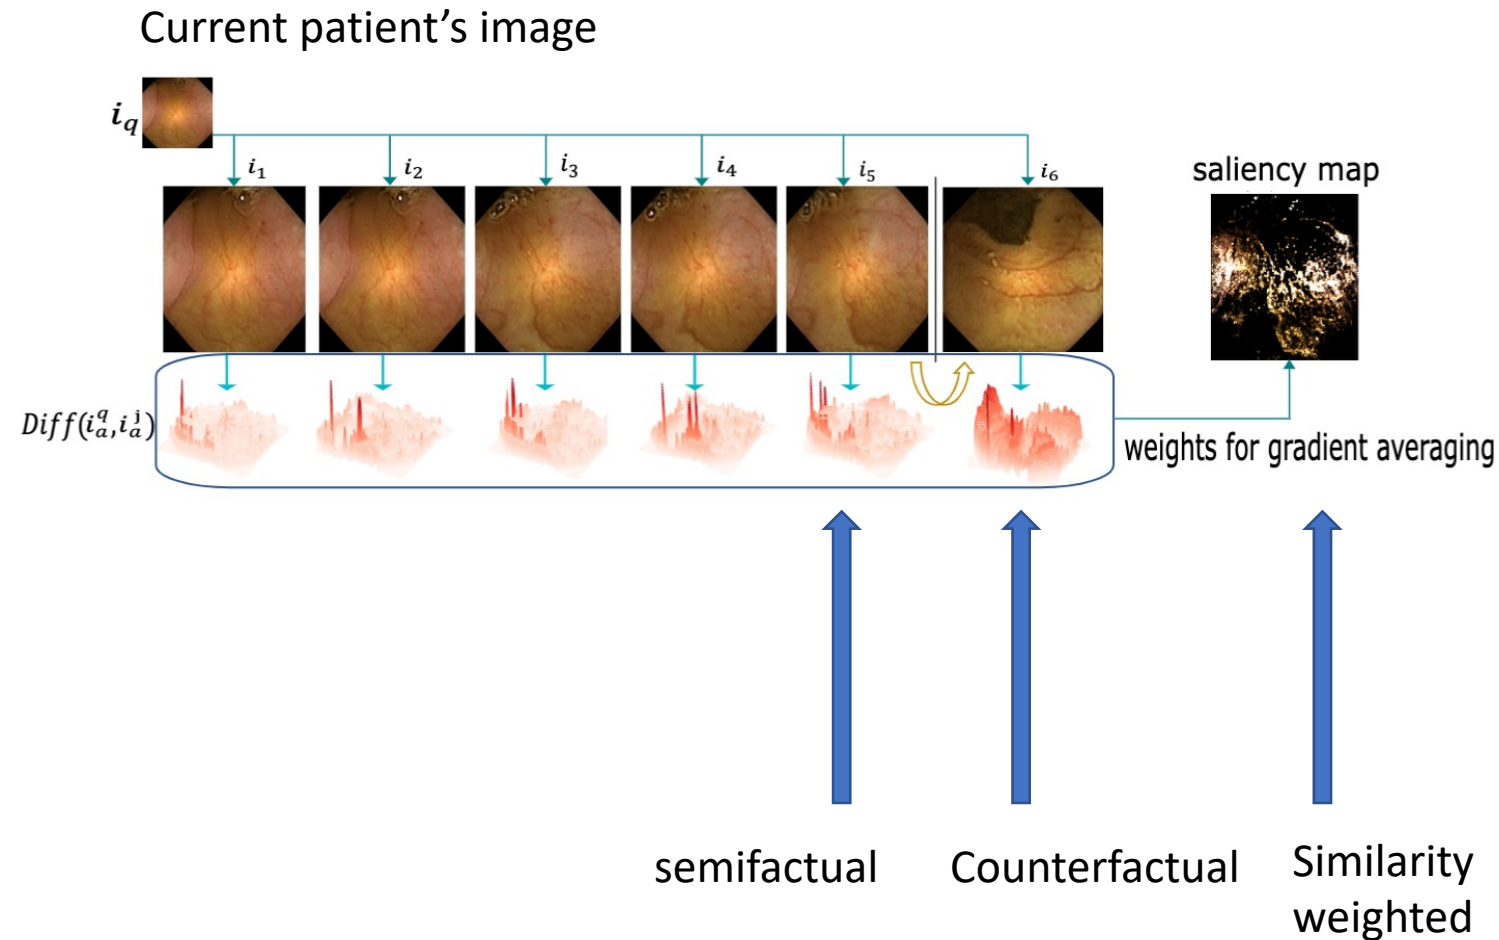 Current patient's image
i_q
i_1 i_2 i_3 i_4 i_5 i_6
saliency map
Diff(i_a^q,i_a^j)
weights for gradient averaging
semifactual
Counterfactual
Similarity
weighted